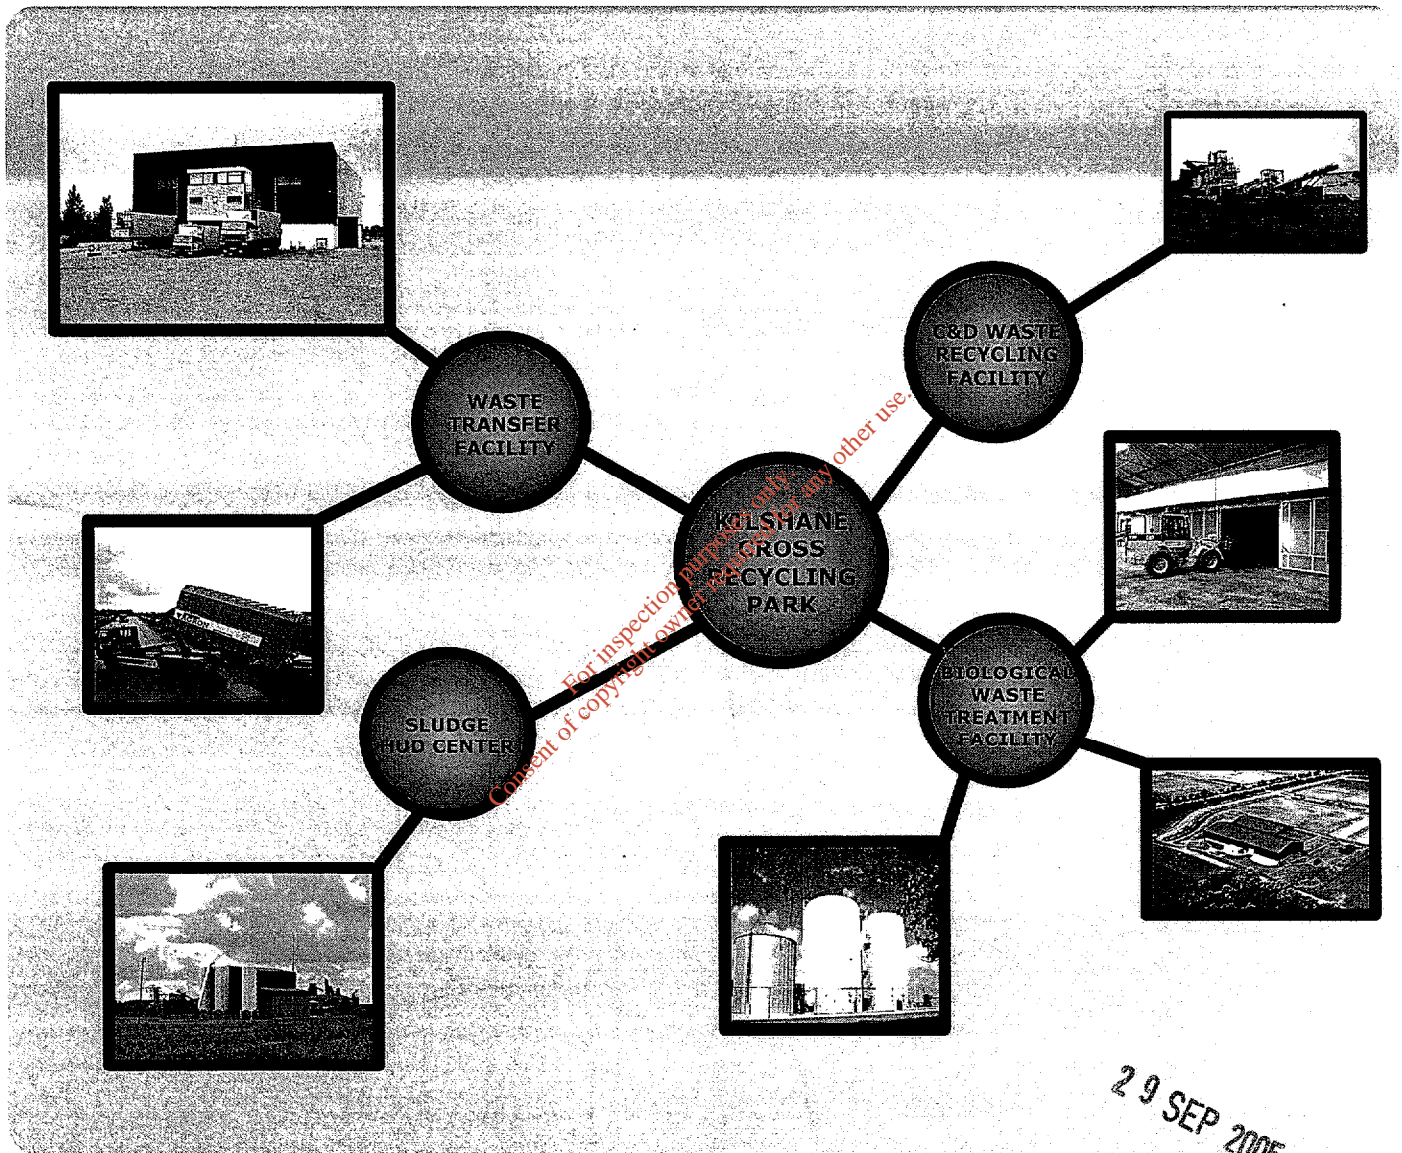 C&D WASTE
RECYCLING
FACILITY
WASTE
TRANSFER
FACILITY
KILSHANE
CROSS
RECYCLING
PARK
BIOLOGICAL
WASTE
TREATMENT
FACILITY
SLUDGE
HUD CENTER
For inspection purposes only.
Consent of copyright owner required for any other use.
29 SEP 2005